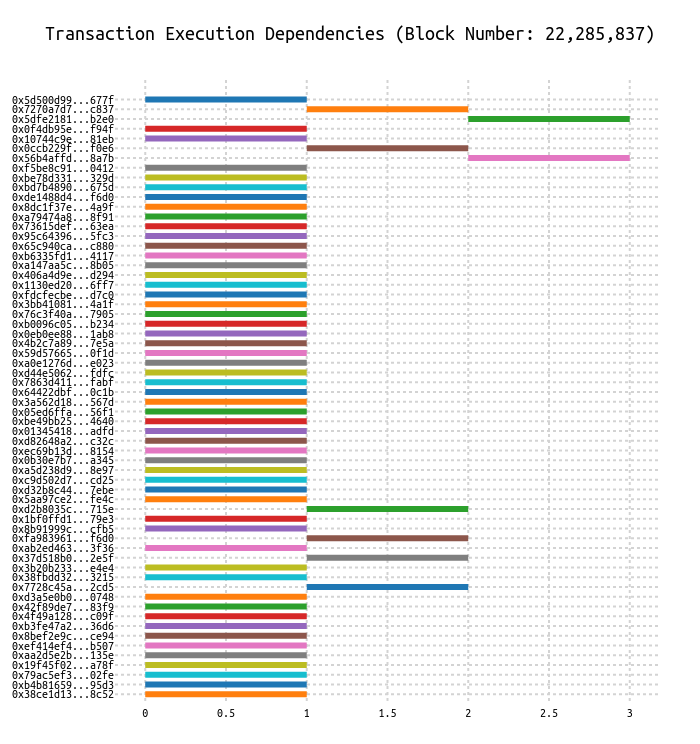 Transaction Execution Dependencies (Block Number: 22,285,837)
0x5d500d99...677f
0x7270a7d7...c837
0x5dfe2181...b2e0
0x0f4db95e...f94f
0x10744c9e...81eb
0x0ccb229f...f0e6
0x56b4affd...8a7b
0xf5be8c91...0412
0xbe78d331...329d
0xbd7b4890...675d
0xde1488d4...f6d0
0x8dc1f37e...4a9f
0xa79474a8...8f91
0x73615def...63ea
0x95c64396...5fc3
0x65c940ca...c880
0xb6335fd1...4117
0xa147aa5c...8b05
0x406a4d9e...d294
0x1130ed20...6ff7
0xfdcfecbe...d7c0
0x3bb41081...4a1f
0x76c3f40a...7905
0xb0096c05...b234
0x0eb0ee88...1ab8
0x4b2c7a89...7e5a
0x59d57665...0f1d
0xa0e1276d...e023
0xd44e5062...fdfc
0x7863d411...fabf
0x64422dbf...0c1b
0x3a562d18...567d
0x05ed6ffa...56f1
0xbe49bb25...4640
0x01345418...adfd
0xd82648a2...c32c
0xec69b13d...8154
0x0b30e7b7...a345
0xa5d238d9...8e97
0xc9d502d7...cd25
0xd32b8c44...7ebe
0x5aa97ce2...fe4c
0xd2b8035c...715e
0x1bf0ffd1...79e3
0x8b91999c...cfb5
0xfa983961...f6d0
0xab2ed463...3f36
0x37d518b0...2e5f
0x3b20b233...e4e4
0x38fbdd32...3215
0x7728c45a...2cd5
0xd3a5e0b0...0748
0x42f89de7...83f9
0x4f49a128...c09f
0xb3fe47a2...36d6
0x8bef2e9c...ce94
0xef414ef4...b507
0xaa2d5e2b...135e
0x19f45f02...a78f
0x79ac5ef3...02fe
0xb4b81659...95d3
0x38ce1d13...8c52
0 0.5 1 1.5 2 2.5 3